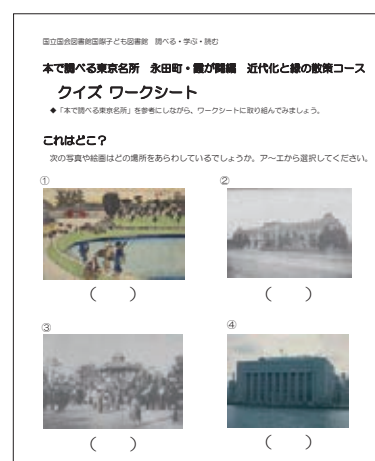 国立国会図書館国際子ども図書館　調べる・学ぶ・読む
本で調べる東京名所　永田町・霞が関編　近代化と緑の散策コース
クイズ ワークシート
◆「本で調べる東京名所」を参考にしながら、ワークシートに取り組んでみましょう。
これはどこ？
次の写真や絵画はどの場所をあらわしているでしょうか。ア～エから選択してください。
① ②
(　　) (　　)
③ ④
(　　) (　　)